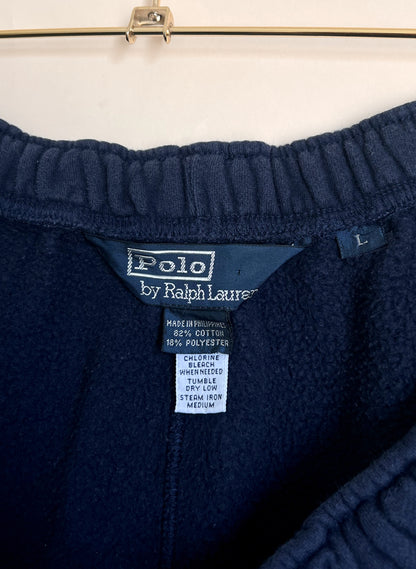 Polo
by Ralph Lauren
L
MADE IN PHILIPPINES
82% COTTON
18% POLYESTER
CHLORINE
BLEACH
WHEN NEEDED
TUMBLE
DRY LOW
STEAM IRON
MEDIUM